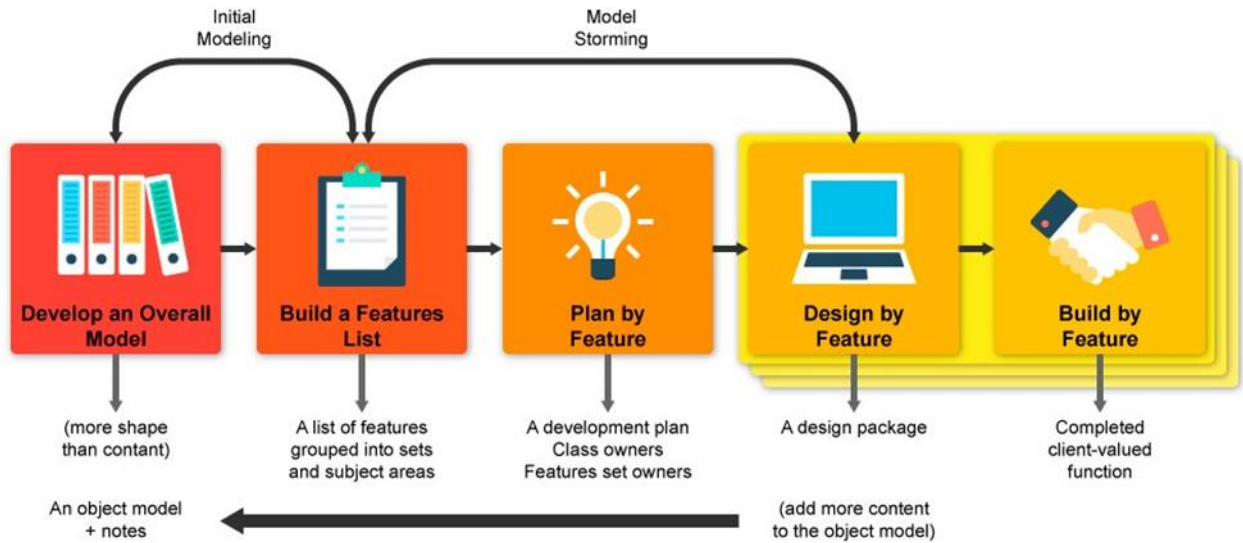 Initial
Modeling
Model
Storming
Develop an Overall
Model
Build a Features
List
Plan by
Feature
Design by
Feature
Build by
Feature
(more shape
than content)
A list of features
grouped into sets
and subject areas
A development plan
Class owners
Features set owners
A design package
Completed
client-valued
function
An object model
+ notes
(add more content
to the object model)